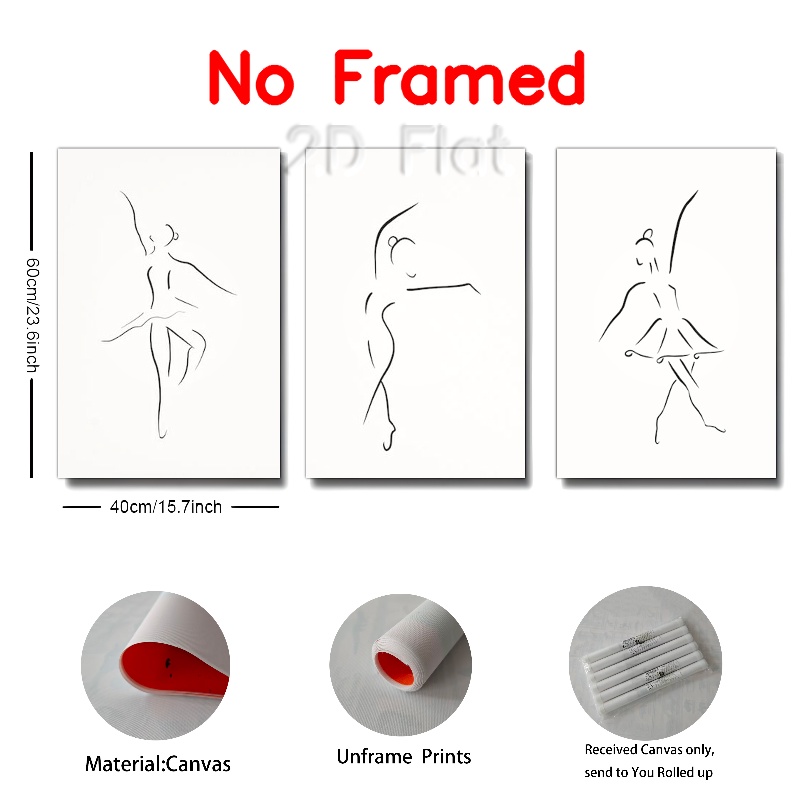 No Framed
2D Flat
60cm/23.6inch
40cm/15.7inch
Material:Canvas
Unframe Prints
Received Canvas only,
send to You Rolled up